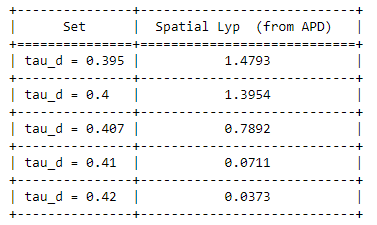 Set | Spatial Lyp (from APD)
tau_d = 0.395 | 1.4793
tau_d = 0.4 | 1.3954
tau_d = 0.407 | 0.7892
tau_d = 0.41 | 0.0711
tau_d = 0.42 | 0.0373